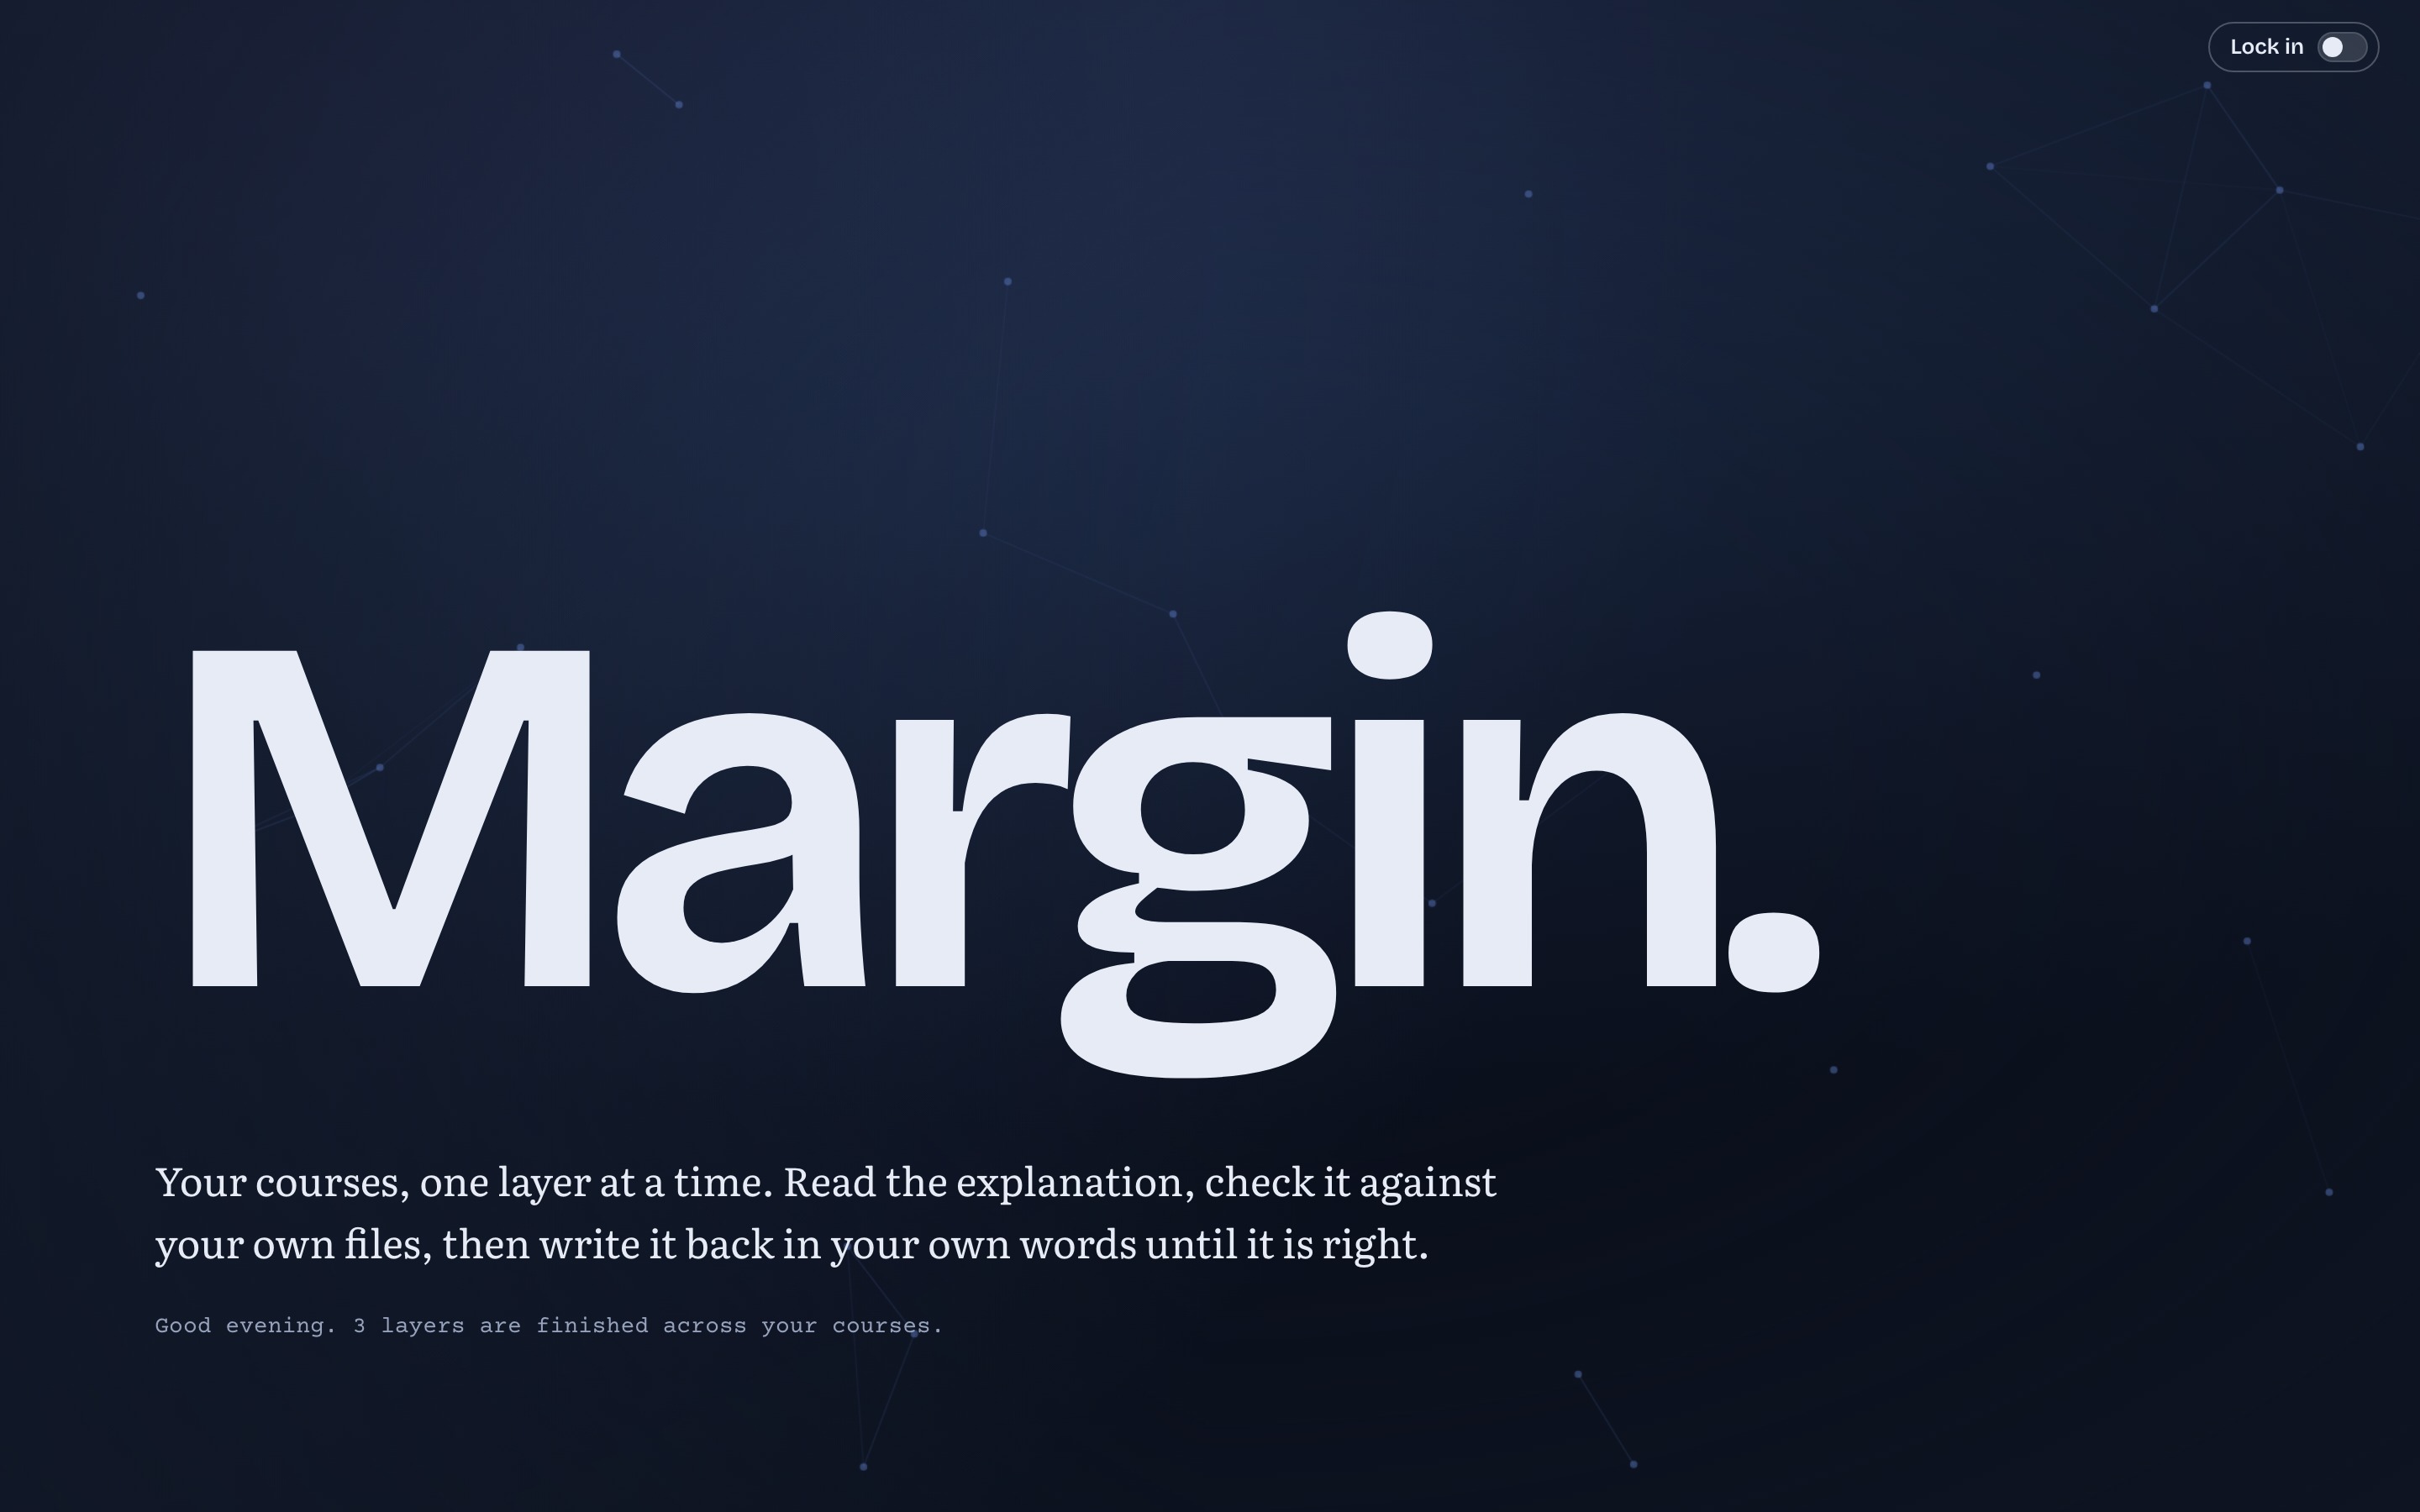 Lock in
Margin.
Your courses, one layer at a time. Read the explanation, check it against
your own files, then write it back in your own words until it is right.
Good evening. 3 layers are finished across your courses.